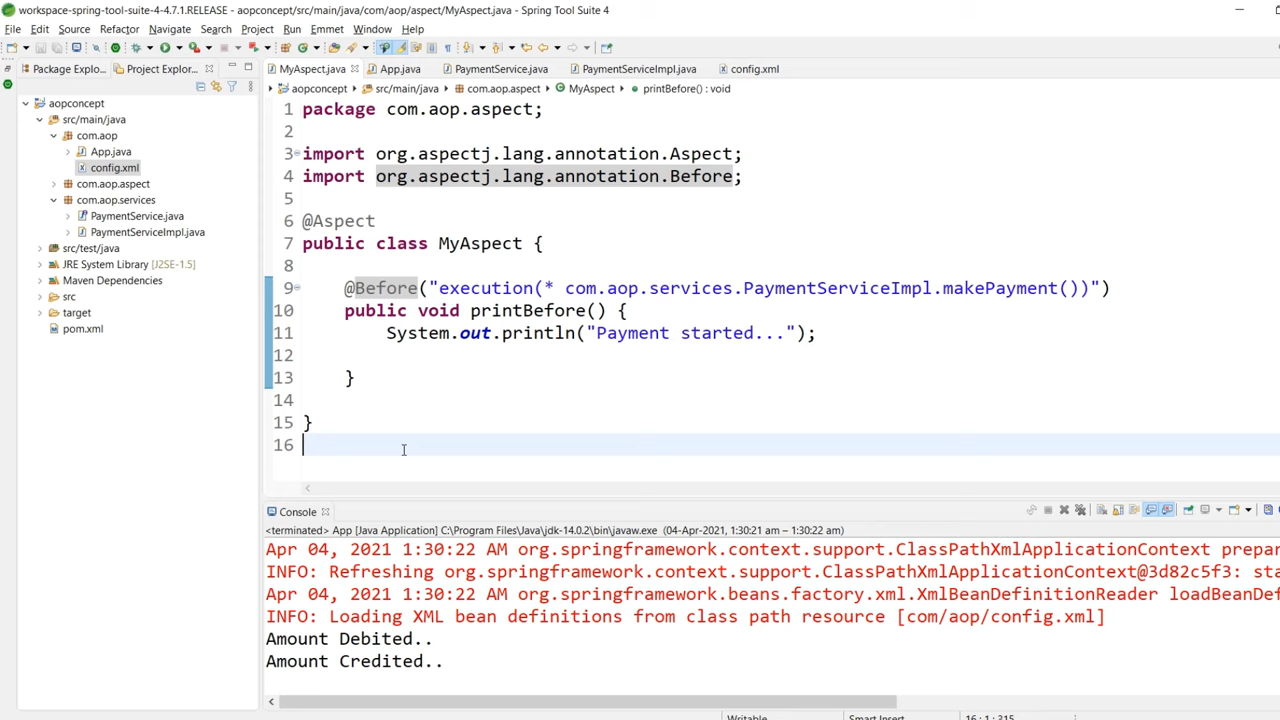 workspace-spring-tool-suite-4-4.7.1.RELEASE - aopconcept/src/main/java/com/aop/aspect/MyAspect.java - Spring Tool Suite 4
File Edit Source Refactor Navigate Search Project Run Emmet Window Help
Package Explo... Project Explor...
MyAspect.java App.java PaymentService.java PaymentServiceImpl.java config.xml
aopconcept src/main/java com.aop.aspect MyAspect printBefore() : void
aopconcept
src/main/java
com.aop
App.java
config.xml
com.aop.aspect
com.aop.services
PaymentService.java
PaymentServiceImpl.java
src/test/java
JRE System Library [J2SE-1.5]
Maven Dependencies
src
target
pom.xml
1 package com.aop.aspect;
2
3 import org.aspectj.lang.annotation.Aspect;
4 import org.aspectj.lang.annotation.Before;
5
6 @Aspect
7 public class MyAspect {
8
9 @Before("execution(* com.aop.services.PaymentServiceImpl.makePayment())")
10 public void printBefore() {
11 System.out.println("Payment started...");
12
13 }
14
15 }
16
Console
<terminated> App [Java Application] C:\Program Files\Java\jdk-14.0.2\bin\javaw.exe (04-Apr-2021, 1:30:21 am – 1:30:22 am)
Apr 04, 2021 1:30:22 AM org.springframework.context.support.ClassPathXmlApplicationContext prepar
INFO: Refreshing org.springframework.context.support.ClassPathXmlApplicationContext@3d82c5f3: sta
Apr 04, 2021 1:30:22 AM org.springframework.beans.factory.xml.XmlBeanDefinitionReader loadBeanDef
INFO: Loading XML bean definitions from class path resource [com/aop/config.xml]
Amount Debited..
Amount Credited..
Writable Smart Insert 16 : 1 : 315